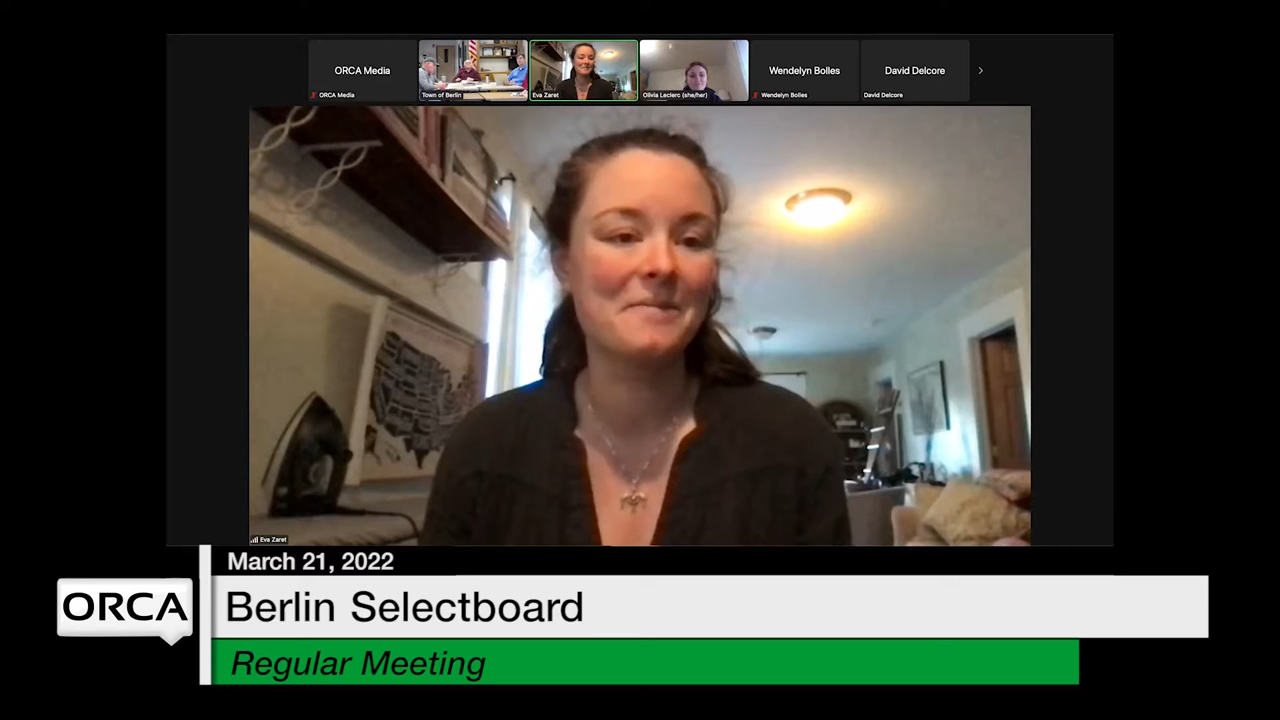 ORCA Media
Wendelyn Bolles
David Delcore
ORCA Media
Town of Berlin
Eva Zaret
Olivia Leclerc (she/her)
Wendelyn Bolles
David Delcore
Eva Zaret
March 21, 2022
ORCA
Berlin Selectboard
Regular Meeting